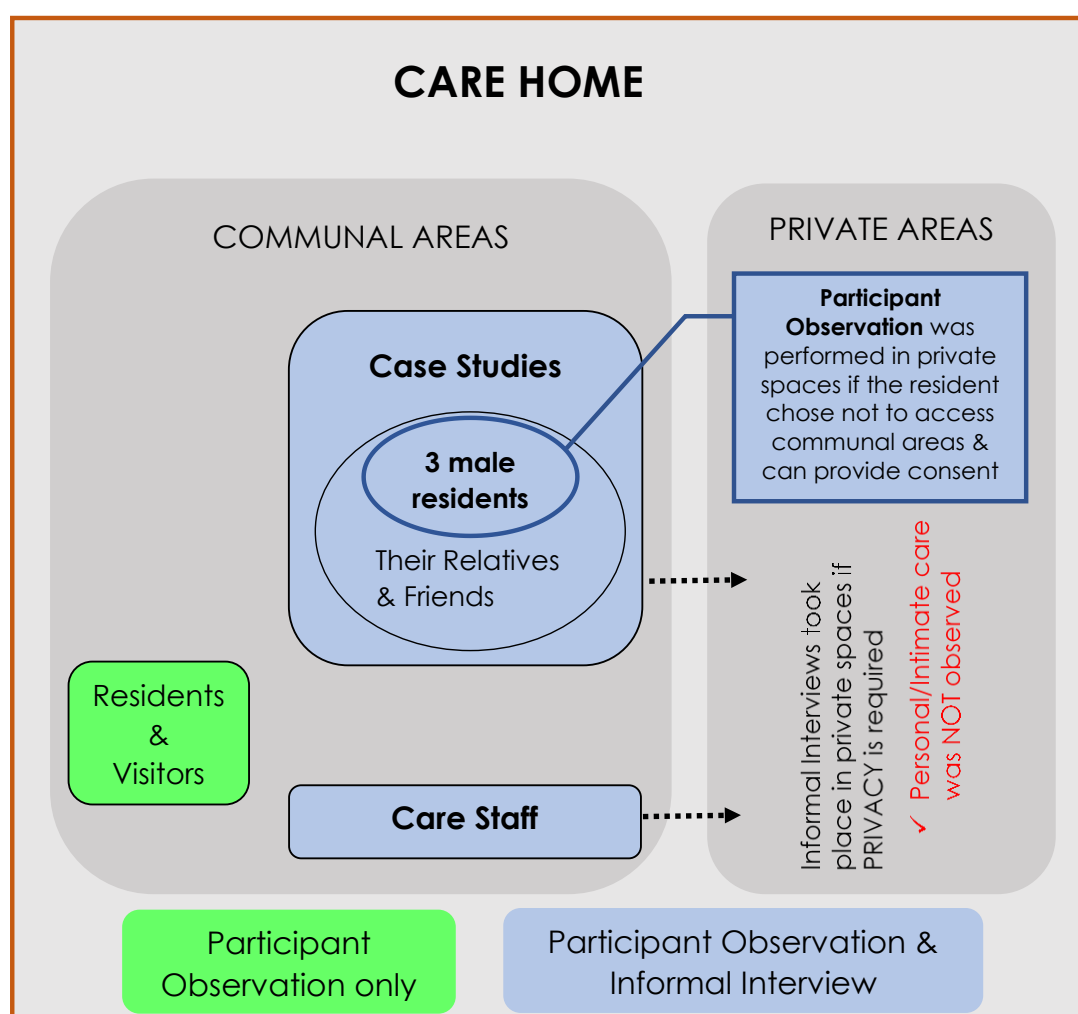 CARE HOME
COMMUNAL AREAS
Case Studies
3 male
residents
Their Relatives
& Friends
Residents
&
Visitors
Care Staff
PRIVATE AREAS
Participant
Observation was
performed in private
spaces if the resident
chose not to access
communal areas &
can provide consent
Informal Interviews took
place in private spaces if
PRIVACY is required
✓ Personal/Intimate care
was NOT observed
Participant
Observation only
Participant Observation &
Informal Interview